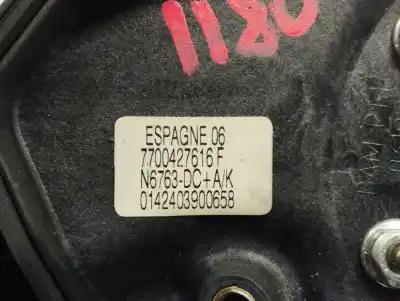 1180
ESPAGNE 06
7700427616 F
N6763-DC+A/K
0142403900658